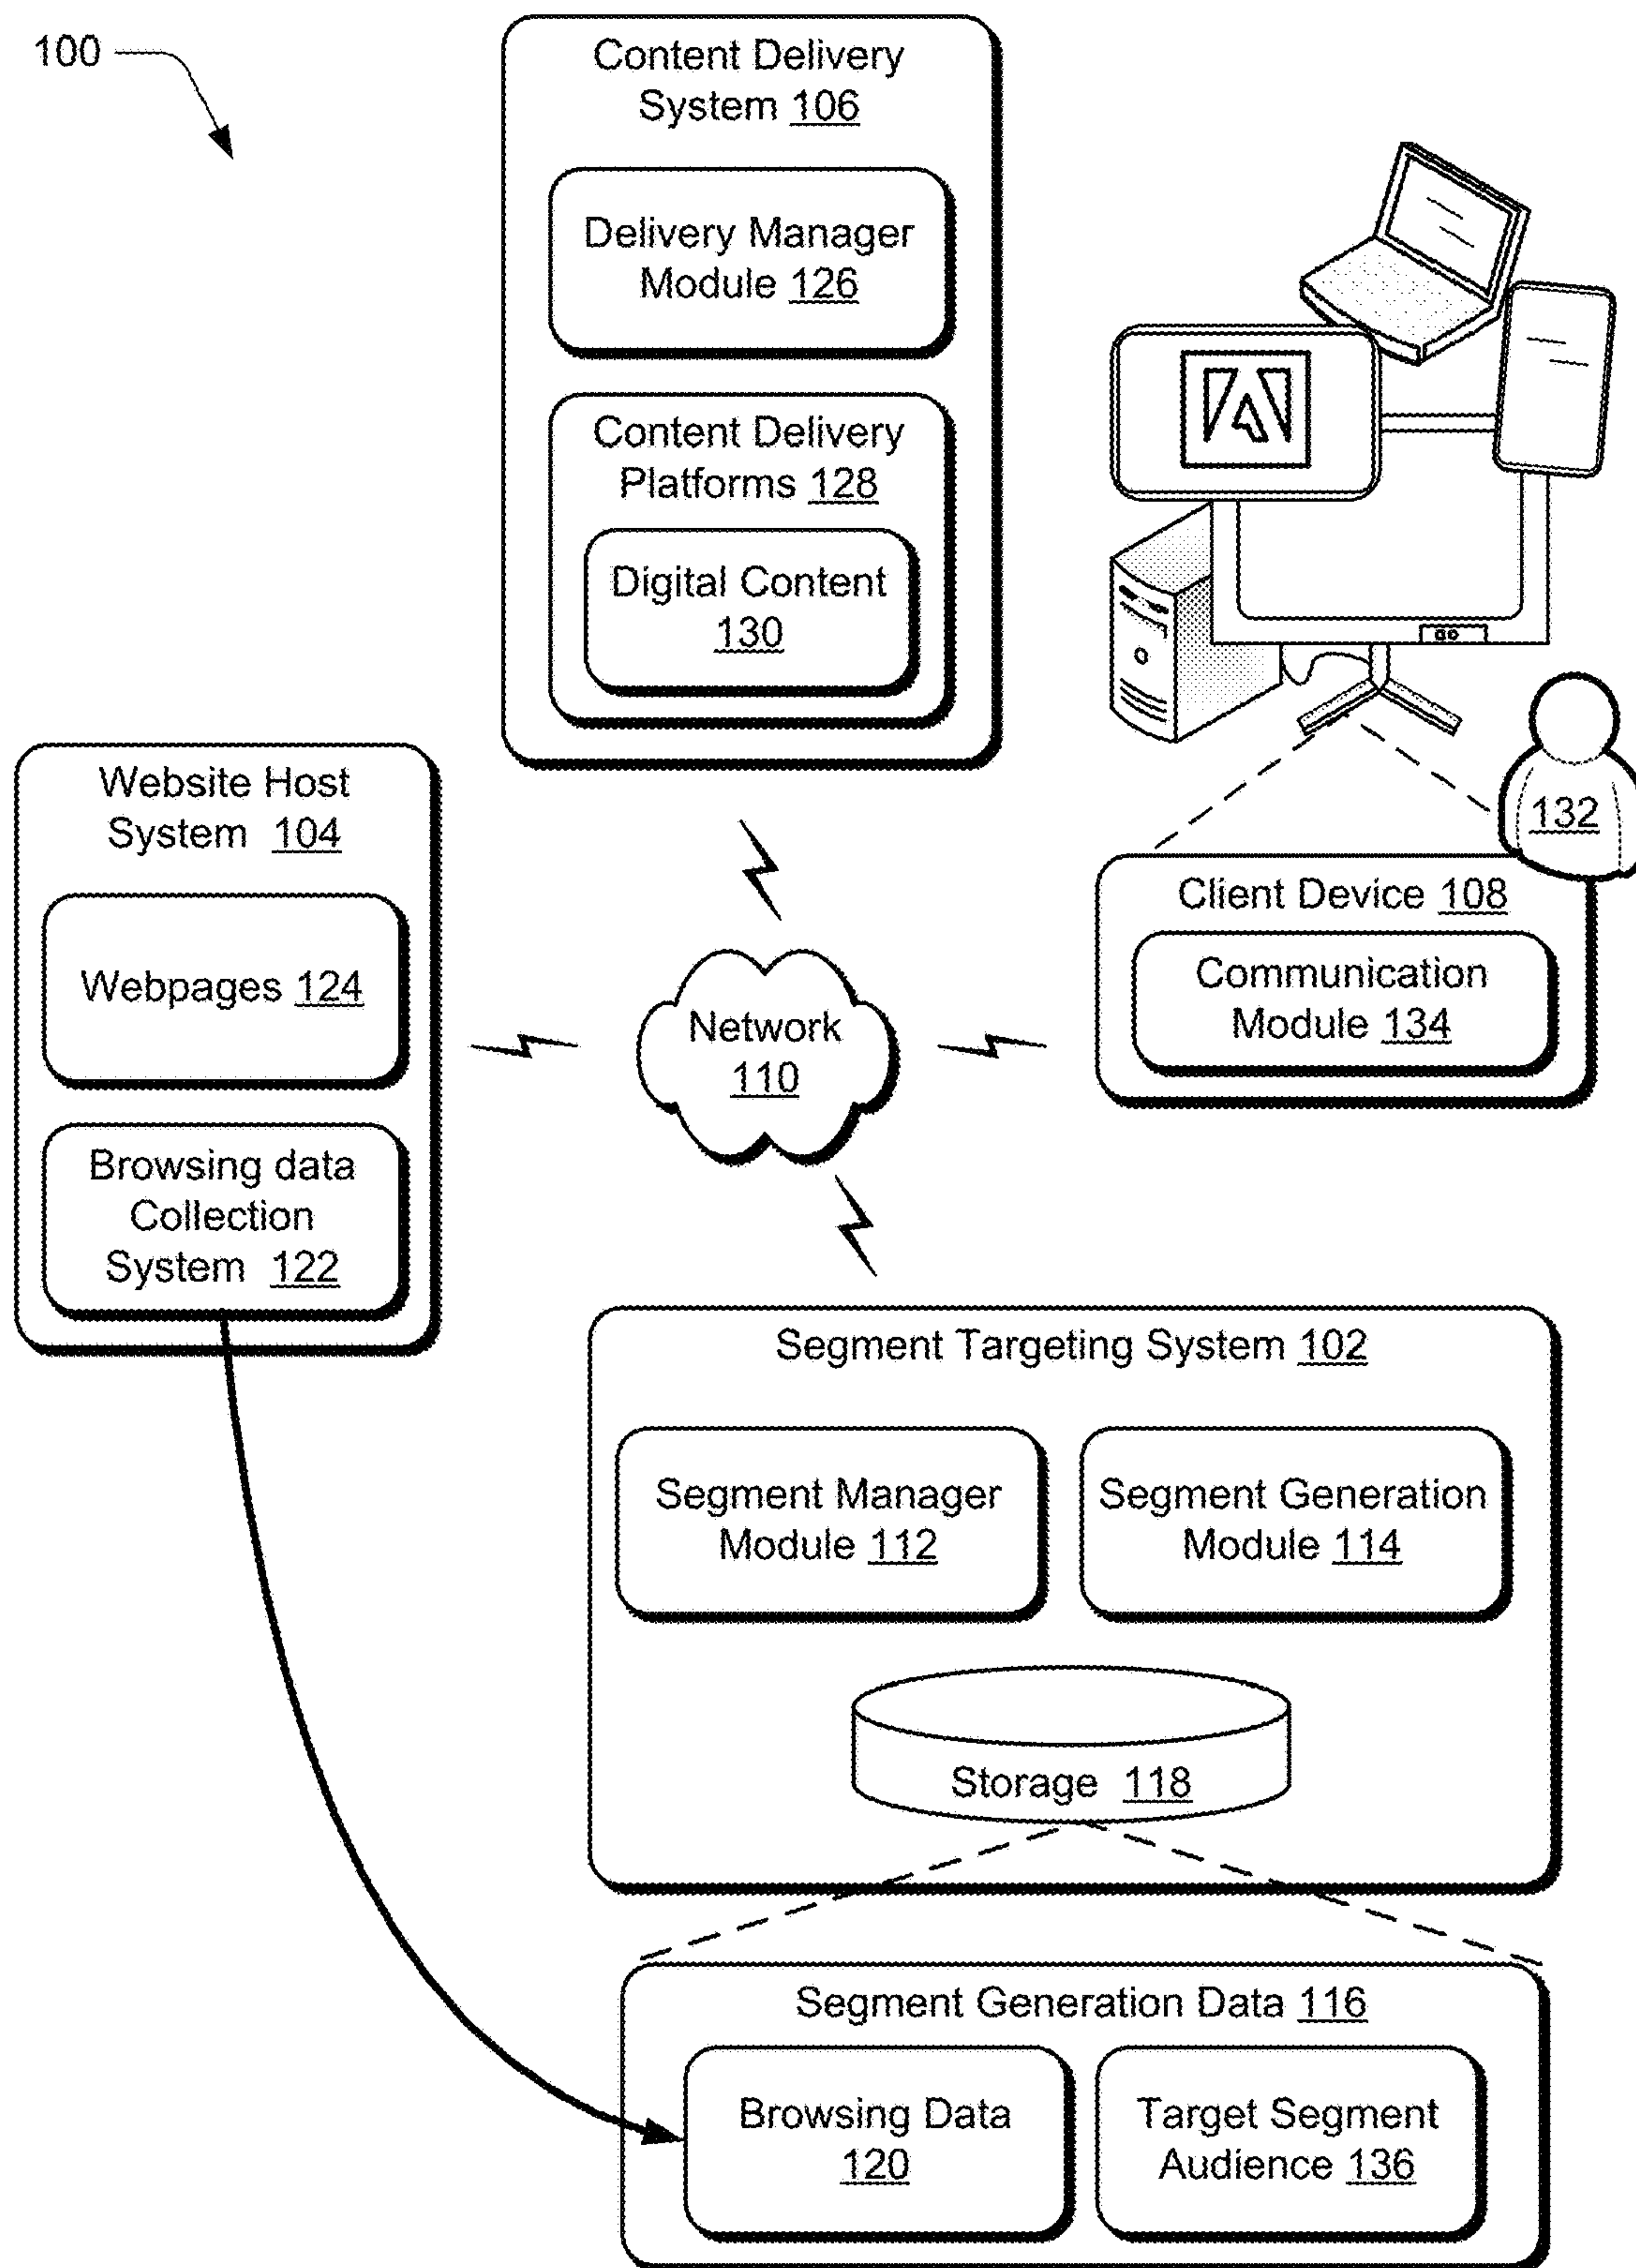 100
Content Delivery
System 106
Delivery Manager
Module 126
Content Delivery
Platforms 128
Digital Content
130
Website Host
System 104
Webpages 124
Browsing data
Collection
System 122
Network
110
132
Client Device 108
Communication
Module 134
Segment Targeting System 102
Segment Manager
Module 112
Segment Generation
Module 114
Storage 118
Segment Generation Data 116
Browsing Data
120
Target Segment
Audience 136